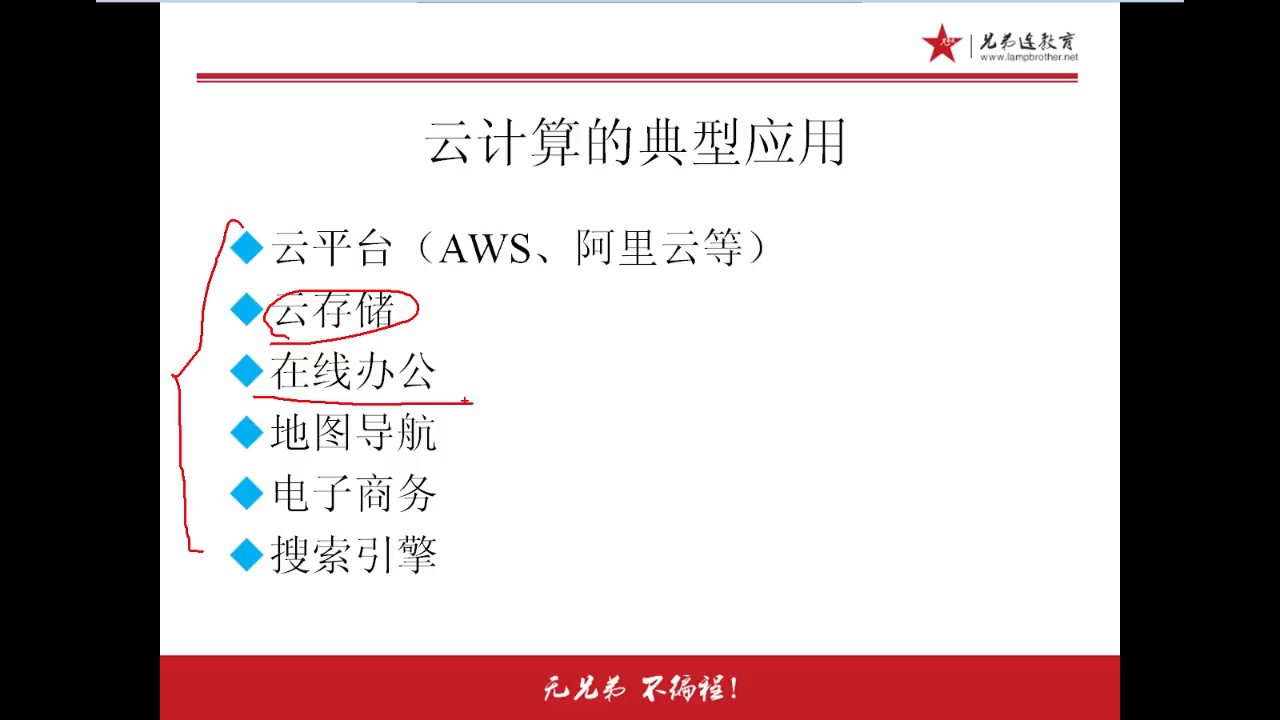 兄弟连教育
www.lampbrother.net
云计算的典型应用
云平台（AWS、阿里云等）
云存储
在线办公
地图导航
电子商务
搜索引擎
无兄弟 不编程！